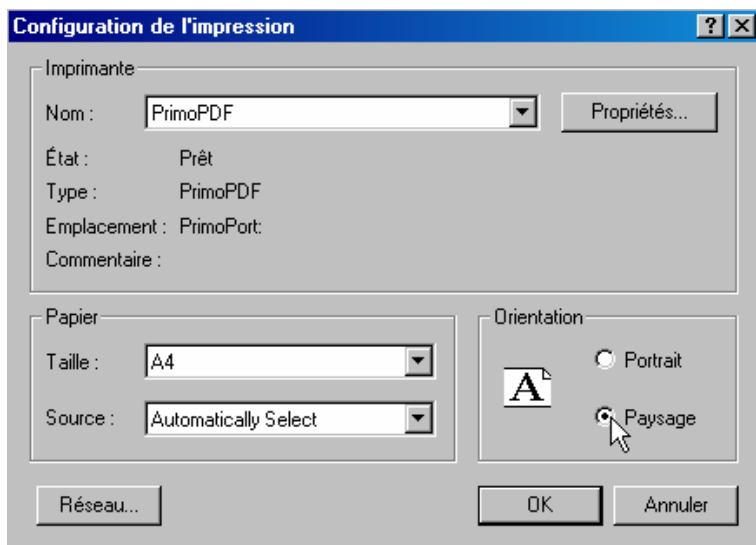 Configuration de l'impression
Imprimante
Nom : PrimoPDF Propriétés...
État : Prêt
Type : PrimoPDF
Emplacement : PrimoPort:
Commentaire :
Papier
Taille : A4
Source : Automatically Select
Orientation
A
Portrait
Paysage
Réseau... OK Annuler